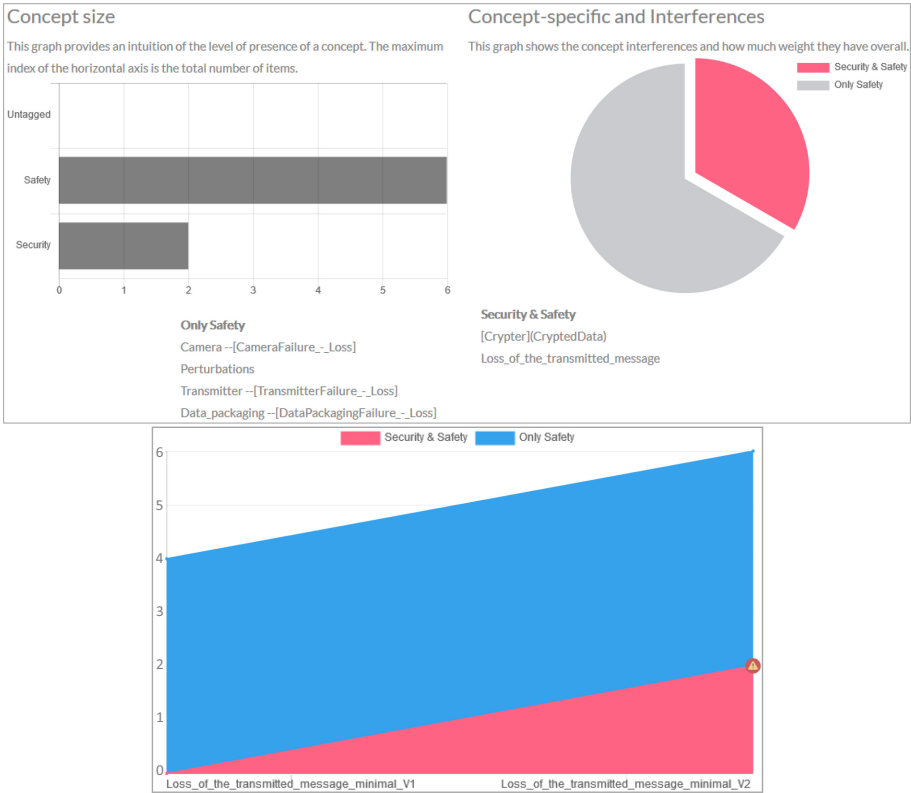 Concept size
This graph provides an intuition of the level of presence of a concept. The maximum
index of the horizontal axis is the total number of items.
Untagged
Safety
Security
0 1 2 3 4 5 6
Only Safety
Camera --[CameraFailure_-_Loss]
Perturbations
Transmitter --[TransmitterFailure_-_Loss]
Data_packaging --[DataPackagingFailure_-_Loss]
Concept-specific and Interferences
This graph shows the concept interferences and how much weight they have overall.
Security & Safety
Only Safety
Security & Safety
[Crypter](CryptedData)
Loss_of_the_transmitted_message
Security & Safety Only Safety
6
5
4
3
2
1
0
Loss_of_the_transmitted_message_minimal_V1 Loss_of_the_transmitted_message_minimal_V2